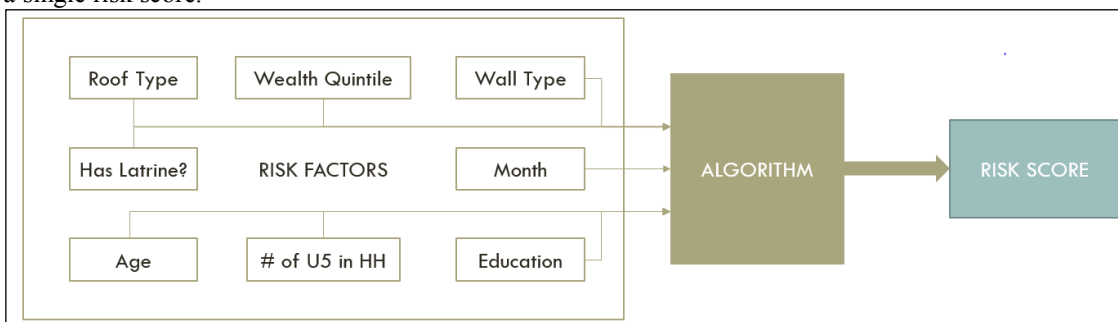 a single risk score.
Roof Type
Wealth Quintile
Wall Type
Has Latrine?
RISK FACTORS
Month
ALGORITHM
RISK SCORE
Age
# of U5 in HH
Education